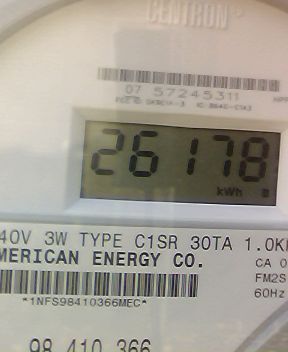 CENTRON
07 57245311
26178
kWh
40V 3W TYPE C1SR 30TA 1.0K
MERICAN ENERGY CO.
CA 0
FM2S
*1NFS98410366MEC*
60Hz
98 410 366